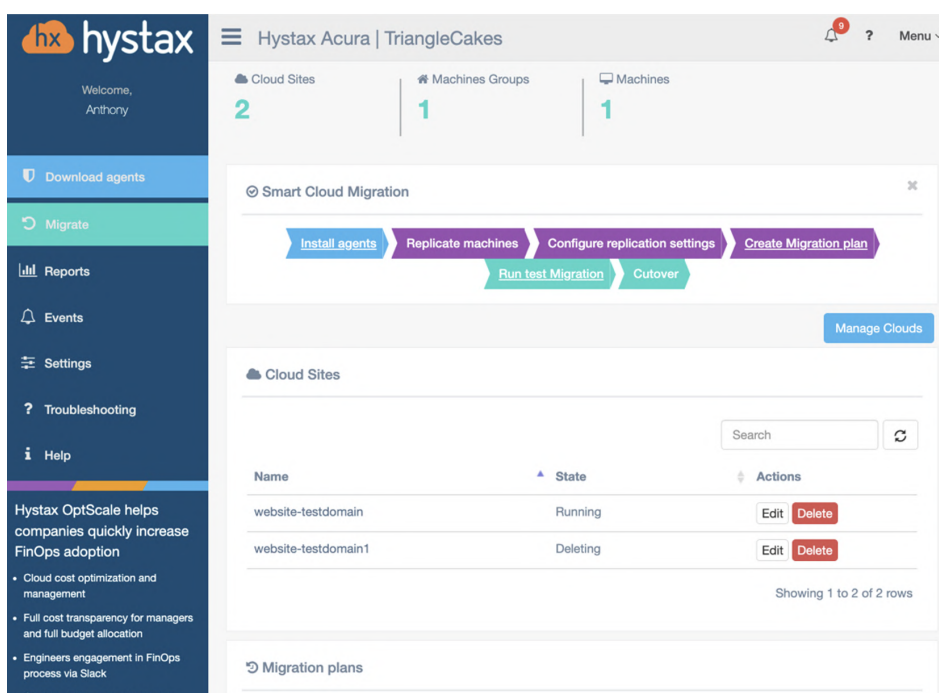 hx hystax
Hystax Acura | TriangleCakes
9
?
Menu
Welcome,
Anthony
Cloud Sites
2
Machines Groups
1
Machines
1
Download agents
Migrate
Reports
Events
Settings
? Troubleshooting
i Help
Hystax OptScale helps
companies quickly increase
FinOps adoption
• Cloud cost optimization and
management
• Full cost transparency for managers
and full budget allocation
• Engineers engagement in FinOps
process via Slack
Smart Cloud Migration
Install agents Replicate machines Configure replication settings Create Migration plan
Run test Migration Cutover
Manage Clouds
Cloud Sites
Search
Name State Actions
website-testdomain Running Edit Delete
website-testdomain1 Deleting Edit Delete
Showing 1 to 2 of 2 rows
Migration plans